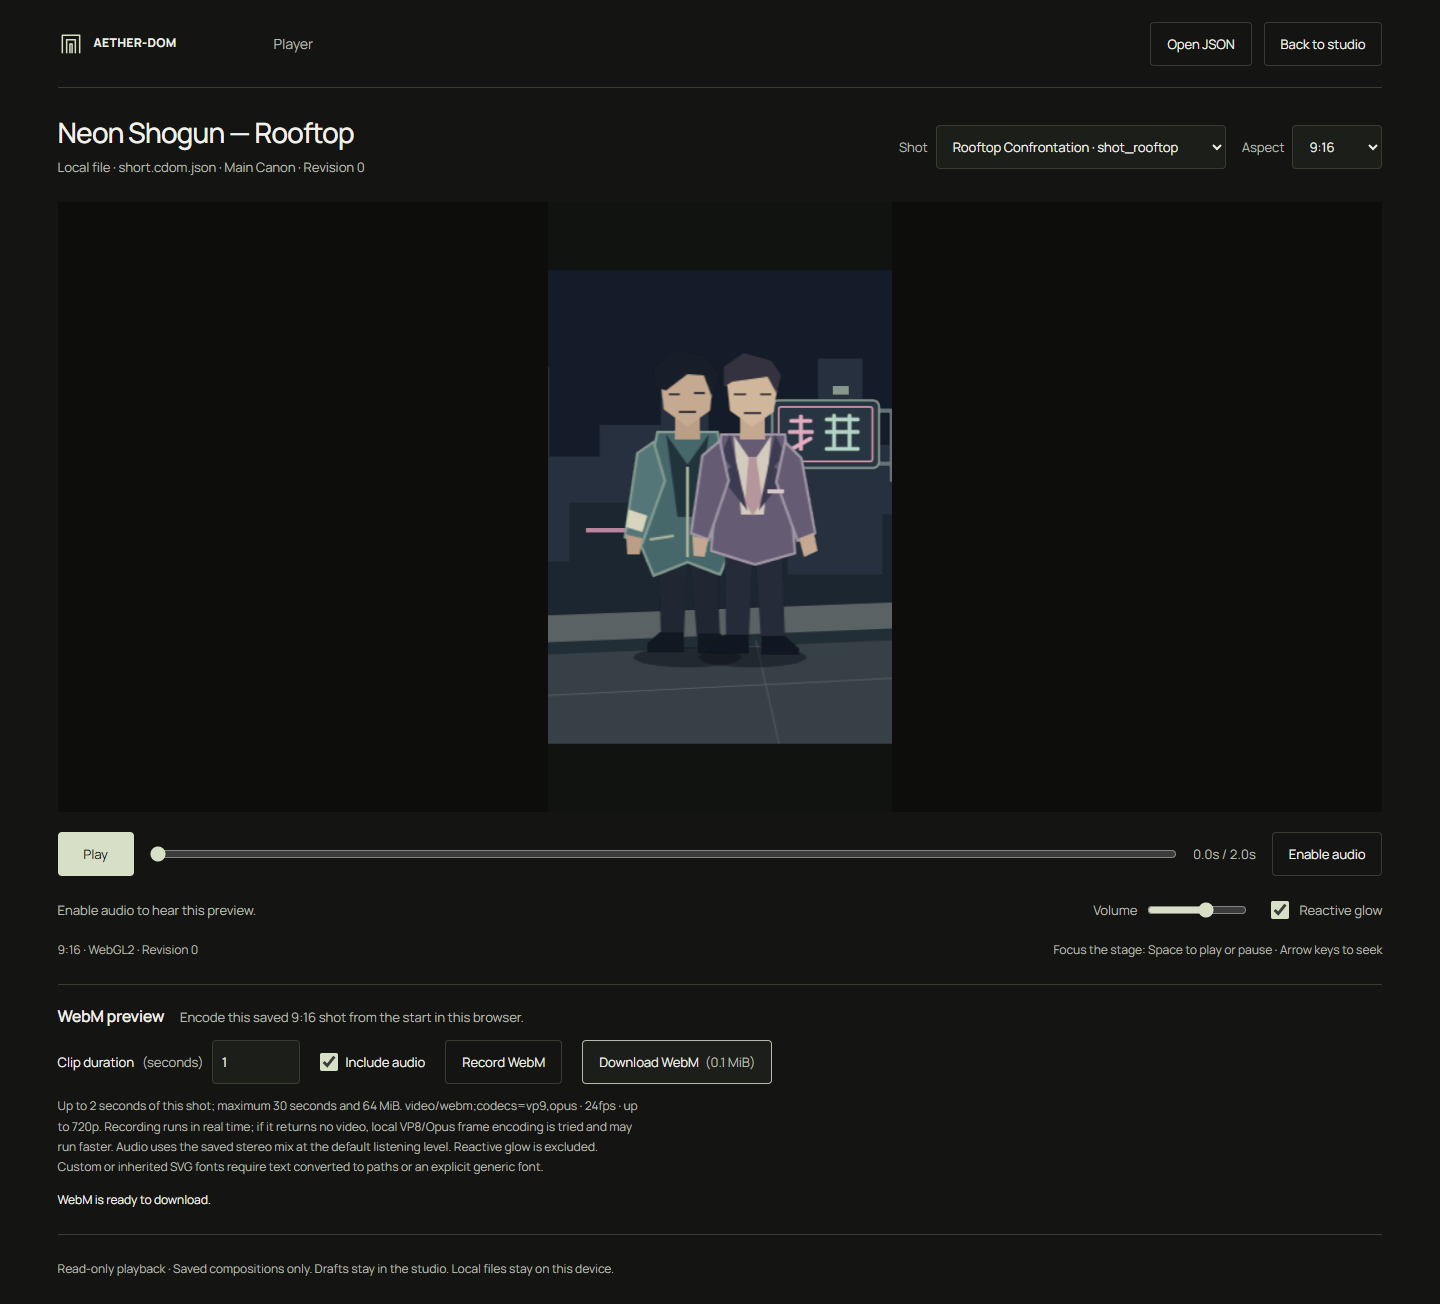 AETHER-DOM
Player
Open JSON
Back to studio
Neon Shogun — Rooftop
Local file · short.cdom.json · Main Canon · Revision 0
Shot
Rooftop Confrontation · shot_rooftop
Aspect
9:16
Play
0.0s / 2.0s
Enable audio
Enable audio to hear this preview.
Volume
Reactive glow
9:16 · WebGL2 · Revision 0
Focus the stage: Space to play or pause · Arrow keys to seek
WebM preview
Encode this saved 9:16 shot from the start in this browser.
Clip duration (seconds)
1
Include audio
Record WebM
Download WebM (0.1 MiB)
Up to 2 seconds of this shot; maximum 30 seconds and 64 MiB. video/webm;codecs=vp9,opus · 24fps · up
to 720p. Recording runs in real time; if it returns no video, local VP8/Opus frame encoding is tried and may
run faster. Audio uses the saved stereo mix at the default listening level. Reactive glow is excluded.
Custom or inherited SVG fonts require text converted to paths or an explicit generic font.
WebM is ready to download.
Read-only playback · Saved compositions only. Drafts stay in the studio. Local files stay on this device.